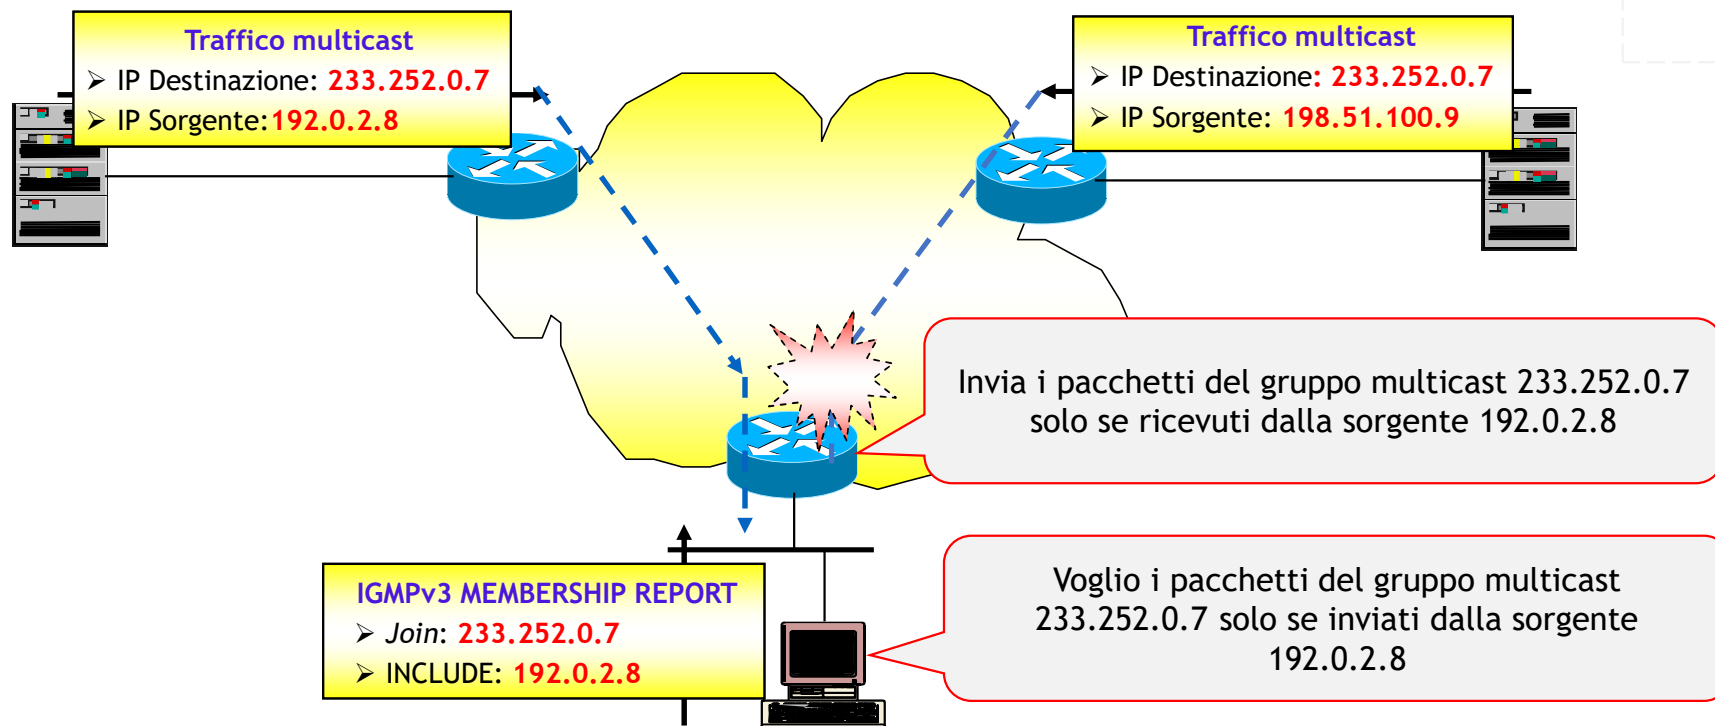 Traffico multicast
➢ IP Destinazione: 233.252.0.7
➢ IP Sorgente:192.0.2.8
Traffico multicast
➢ IP Destinazione: 233.252.0.7
➢ IP Sorgente: 198.51.100.9
Invia i pacchetti del gruppo multicast 233.252.0.7
solo se ricevuti dalla sorgente 192.0.2.8
IGMPv3 MEMBERSHIP REPORT
➢ Join: 233.252.0.7
➢ INCLUDE: 192.0.2.8
Voglio i pacchetti del gruppo multicast
233.252.0.7 solo se inviati dalla sorgente
192.0.2.8